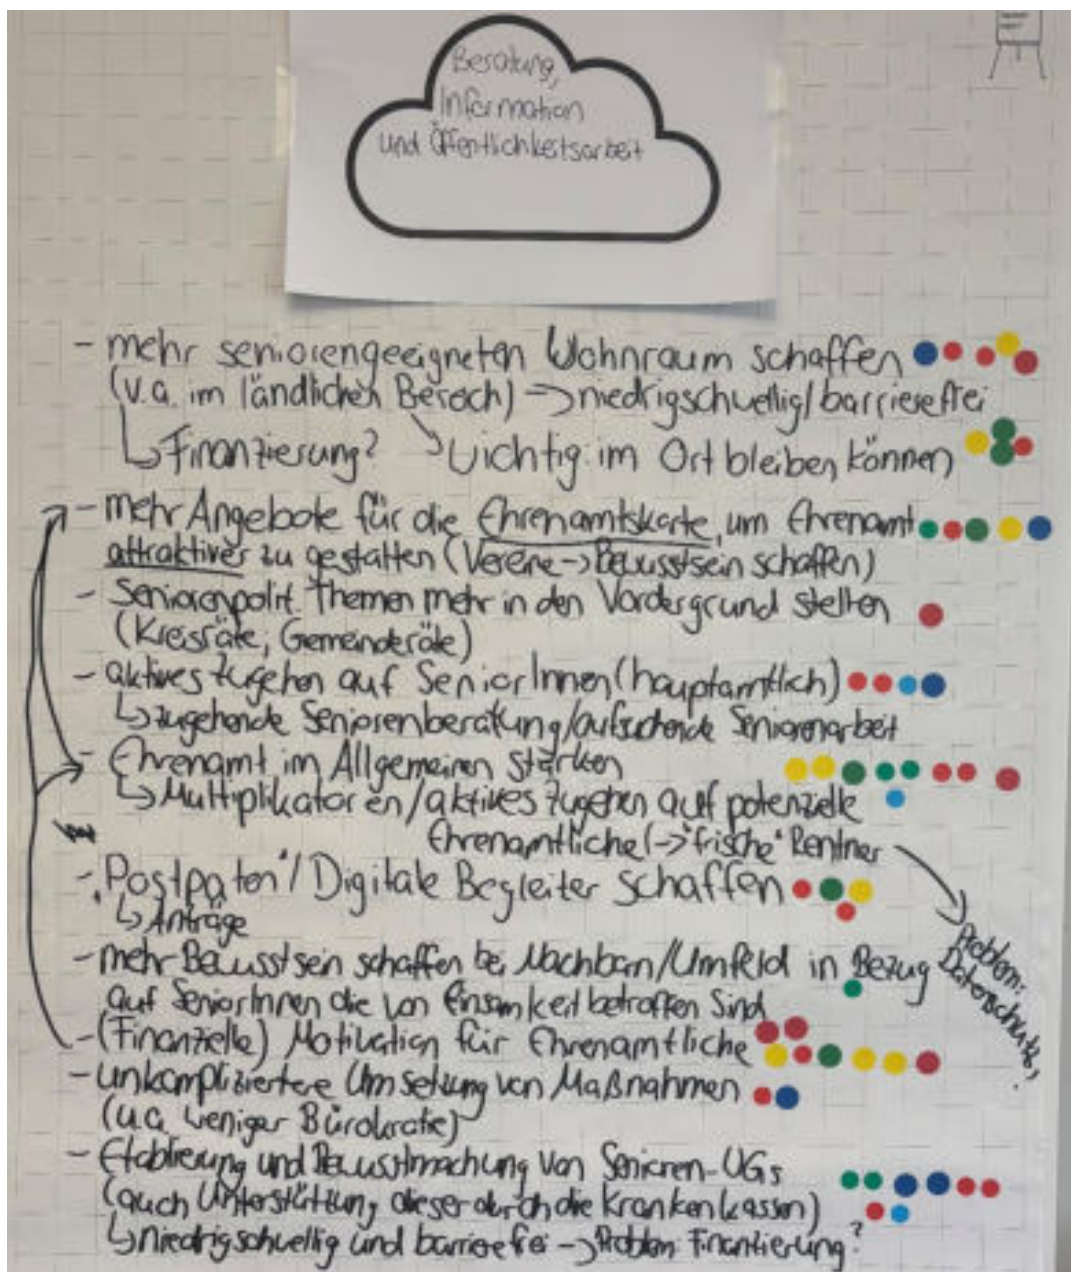 Beratung,
Information
und Öffentlichkeitsarbeit
- mehr seniorengeeigneten Wohnraum schaffen
(v.a. im ländlichen Bereich) → niedrigschwellig/barrierefrei
↳ Finanzierung? ↘ Wichtig: im Ort bleiben können
- mehr Angebote für die Ehrenamtskarte, um Ehrenamt
attraktiver zu gestalten (Vereine → Bewusstsein schaffen)
- Seniorenpolit. Themen mehr in den Vordergrund stellen
(Kreisräte, Gemeinderäte)
- aktives Zugehen auf SeniorInnen (hauptamtlich)
↳ zugehende Seniorenberatung/aufsuchende Seniorenarbeit
- Ehrenamt im Allgemeinen stärken
↳ Multiplikatoren/aktives Zugehen auf potenzielle
Ehrenamtliche (→ "frische" Rentner
Problem:
Datenschutz
- "Postpaten"/Digitale Begleiter schaffen
↳ Anträge
- mehr Bewusstsein schaffen bei Nachbarn/Umfeld in Bezug
auf SeniorInnen die von Einsamkeit betroffen sind
- (Finanzielle) Motivation für Ehrenamtliche
- unkompliziertere Umsetzung von Maßnahmen
(u.a. weniger Bürokratie)
- Etablierung und Bewusstmachung von Senioren-WGs
(auch Unterstützung dieser durch die Krankenkassen)
↳ niedrigschwellig und barrierefrei → Problem: Finanzierung?